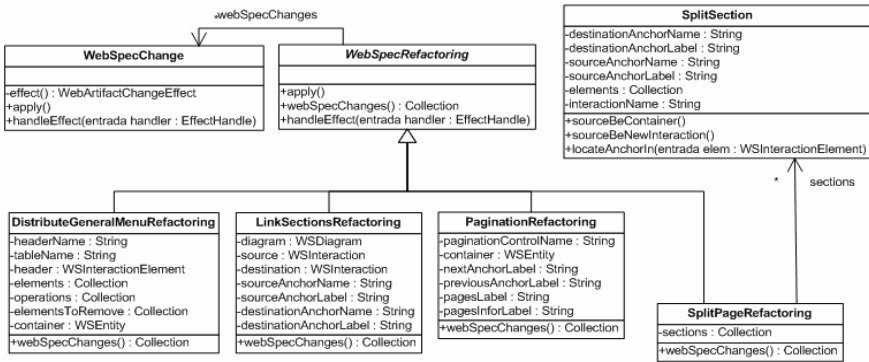 *webSpecChanges
WebSpecChange
-effect() : WebArtifactChangeEffect
+apply()
+handleEffect(entrada handler : EffectHandle)
WebSpecRefactoring
+apply()
+webSpecChanges() : Collection
+handleEffect(entrada handler : EffectHandle)
SplitSection
-destinationAnchorName : String
-destinationAnchorLabel : String
-sourceAnchorName : String
-sourceAnchorLabel : String
-elements : Collection
-interactionName : String
+sourceBeContainer()
+sourceBeNewInteraction()
+locateAnchorIn(entrada elem : WSInteractionElement)
* sections
DistributeGeneralMenuRefactoring
-headerName : String
-tableName : String
-header : WSInteractionElement
-elements : Collection
-operations : Collection
-elementsToRemove : Collection
-container : WSEntity
+webSpecChanges() : Collection
LinkSectionsRefactoring
-diagram : WSDiagram
-source : WSInteraction
-destination : WSInteraction
-sourceAnchorName : String
-sourceAnchorLabel : String
-destinationAnchorName : String
-destinationAnchorLabel : String
+webSpecChanges() : Collection
PaginationRefactoring
-paginationControlName : String
-container : WSEntity
-nextAnchorLabel : String
-previousAnchorLabel : String
-pagesLabel : String
-pagesInforLabel : String
+webSpecChanges() : Collection
SplitPageRefactoring
-sections : Collection
+webSpecChanges() : Collection